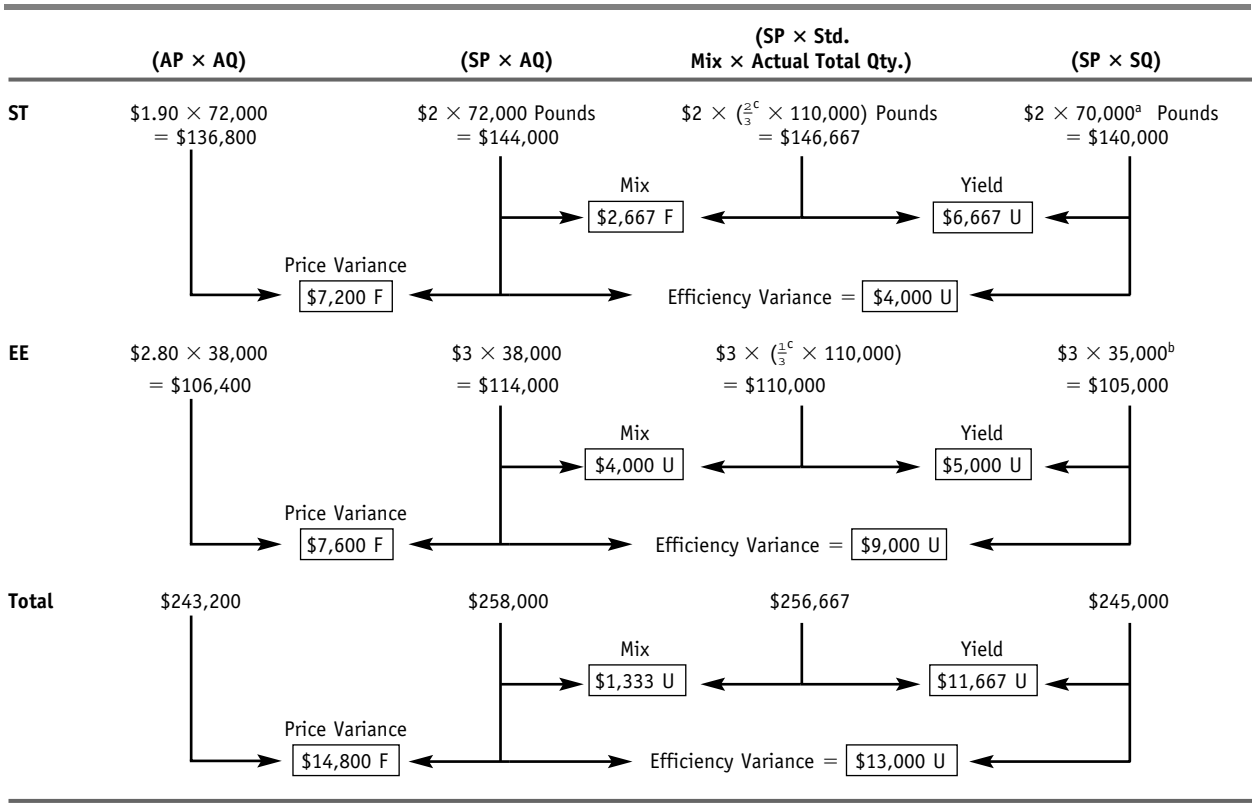 (AP × AQ) (SP × AQ) (SP × Std. Mix × Actual Total Qty.) (SP × SQ)
ST $1.90 × 72,000 $2 × 72,000 Pounds $2 × (2/3ᶜ × 110,000) Pounds $2 × 70,000ᵃ Pounds
= $136,800 = $144,000 = $146,667 = $140,000
Mix Yield
$2,667 F $6,667 U
Price Variance
$7,200 F Efficiency Variance = $4,000 U
EE $2.80 × 38,000 $3 × 38,000 $3 × (1/3ᶜ × 110,000) $3 × 35,000ᵇ
= $106,400 = $114,000 = $110,000 = $105,000
Mix Yield
$4,000 U $5,000 U
Price Variance
$7,600 F Efficiency Variance = $9,000 U
Total $243,200 $258,000 $256,667 $245,000
Mix Yield
$1,333 U $11,667 U
Price Variance
$14,800 F Efficiency Variance = $13,000 U